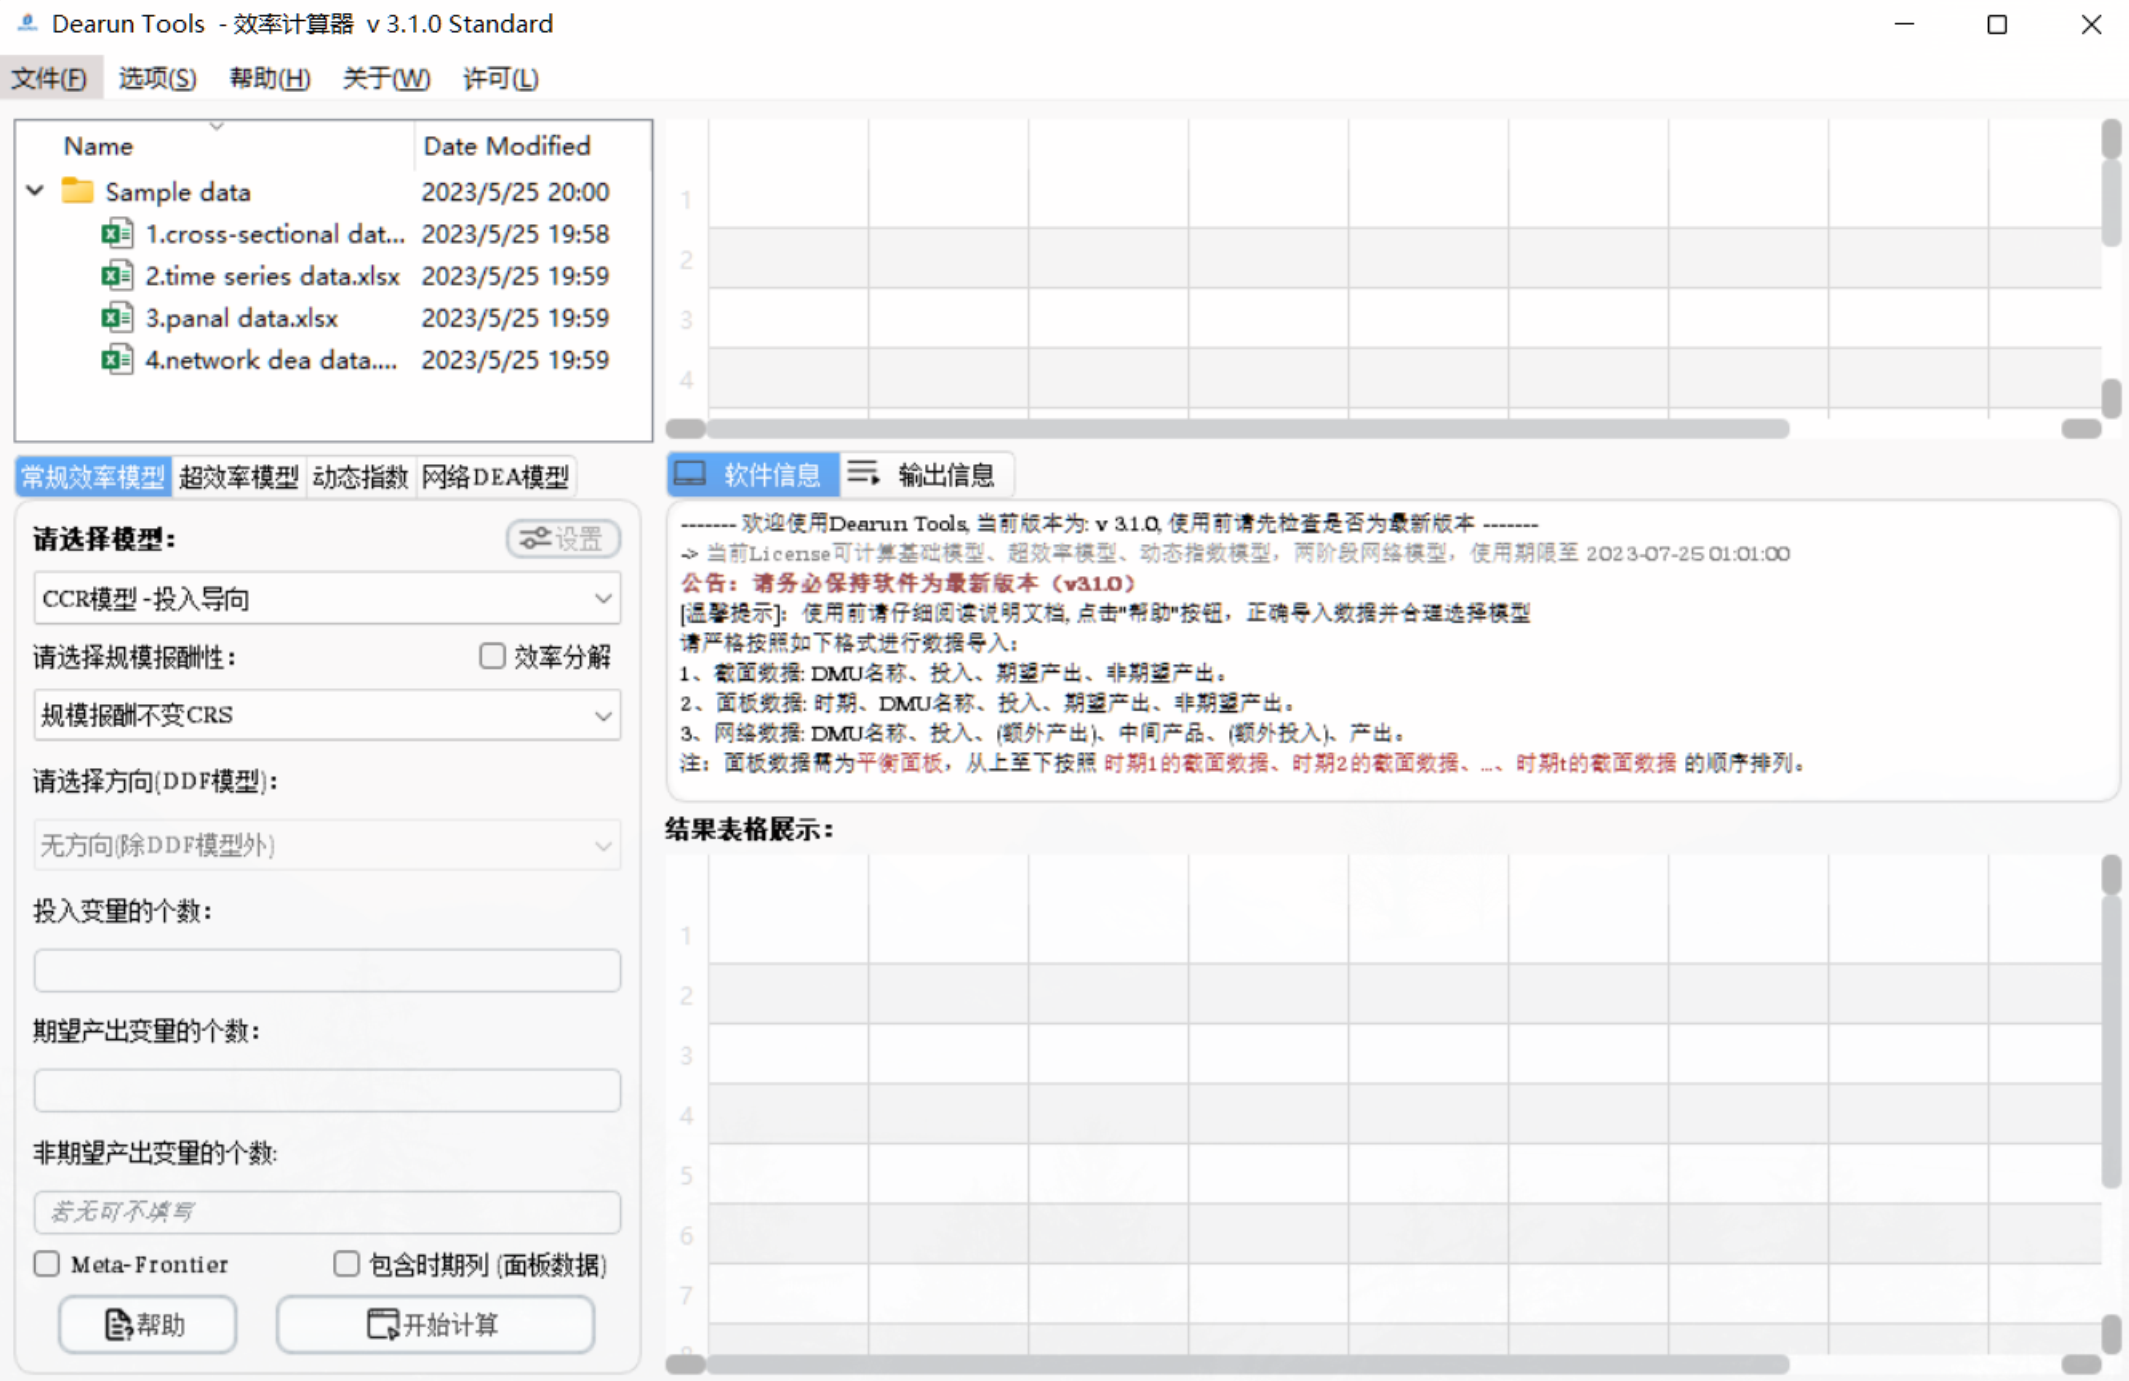 Dearun Tools - 效率计算器 v 3.1.0 Standard
文件(F) 选项(S) 帮助(H) 关于(W) 许可(L)
Name Date Modified
Sample data 2023/5/25 20:00
1.cross-sectional dat... 2023/5/25 19:58
2.time series data.xlsx 2023/5/25 19:59
3.panal data.xlsx 2023/5/25 19:59
4.network dea data.... 2023/5/25 19:59
1
2
3
4
常规效率模型 超效率模型 动态指数 网络DEA模型
请选择模型: 设置
CCR模型 -投入导向
请选择规模报酬性: 效率分解
规模报酬不变CRS
请选择方向(DDF模型):
无方向(除DDF模型外)
投入变量的个数:
期望产出变量的个数:
非期望产出变量的个数:
若无可不填写
Meta-Frontier 包含时期列 (面板数据)
帮助 开始计算
软件信息 输出信息
------- 欢迎使用Dearun Tools, 当前版本为: v 3.1.0, 使用前请先检查是否为最新版本 -------
-> 当前License可计算基础模型、超效率模型、动态指数模型，两阶段网络模型，使用期限至 2023-07-25 01:01:00
公告：请务必保持软件为最新版本（v3.1.0）
[温馨提示]：使用前请仔细阅读说明文档, 点击"帮助"按钮，正确导入数据并合理选择模型
请严格按照如下格式进行数据导入:
1、截面数据: DMU名称、投入、期望产出、非期望产出。
2、面板数据: 时期、DMU名称、投入、期望产出、非期望产出。
3、网络数据: DMU名称、投入、(额外产出)、中间产品、(额外投入)、产出。
注：面板数据需为平衡面板，从上至下按照 时期1的截面数据、时期2的截面数据、...、时期t的截面数据 的顺序排列。
结果表格展示:
1
2
3
4
5
6
7
8